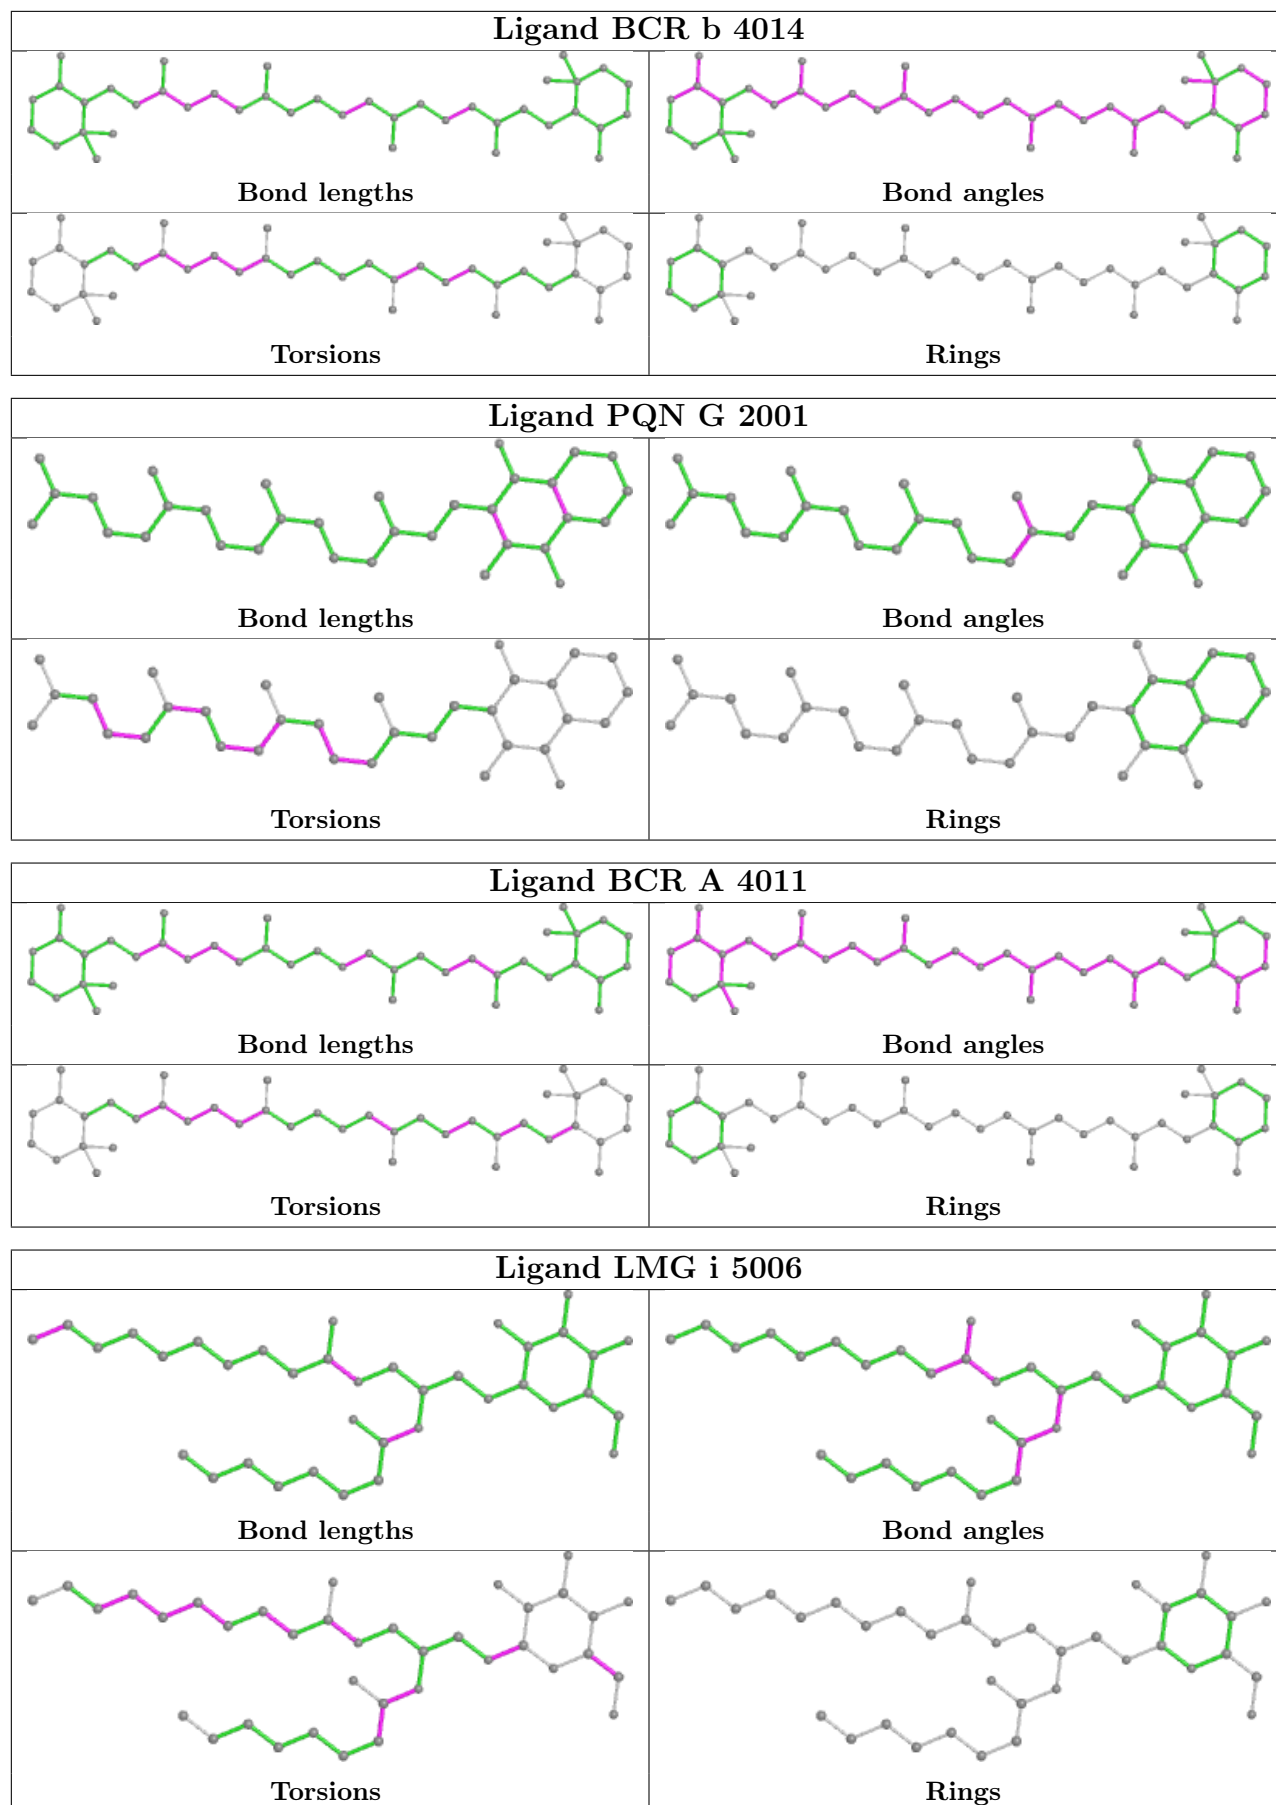 Ligand BCR b 4014
Bond lengths
Bond angles
Torsions
Rings
Ligand PQN G 2001
Bond lengths
Bond angles
Torsions
Rings
Ligand BCR A 4011
Bond lengths
Bond angles
Torsions
Rings
Ligand LMG i 5006
Bond lengths
Bond angles
Torsions
Rings